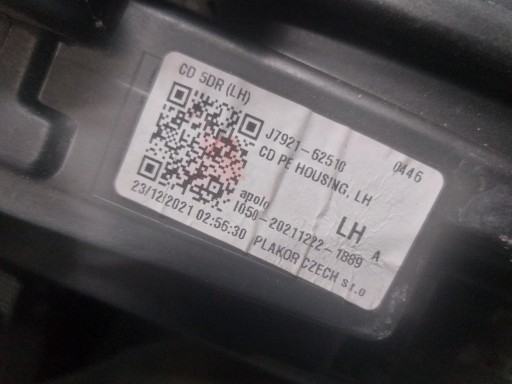 CD 5DR (LH)
J7921-62510 0446
CD PE HOUSING, LH
apolo
I050-20211222-1889
LH A
23/12/2021 02:56:30 PLAKOR CZECH s.r.o